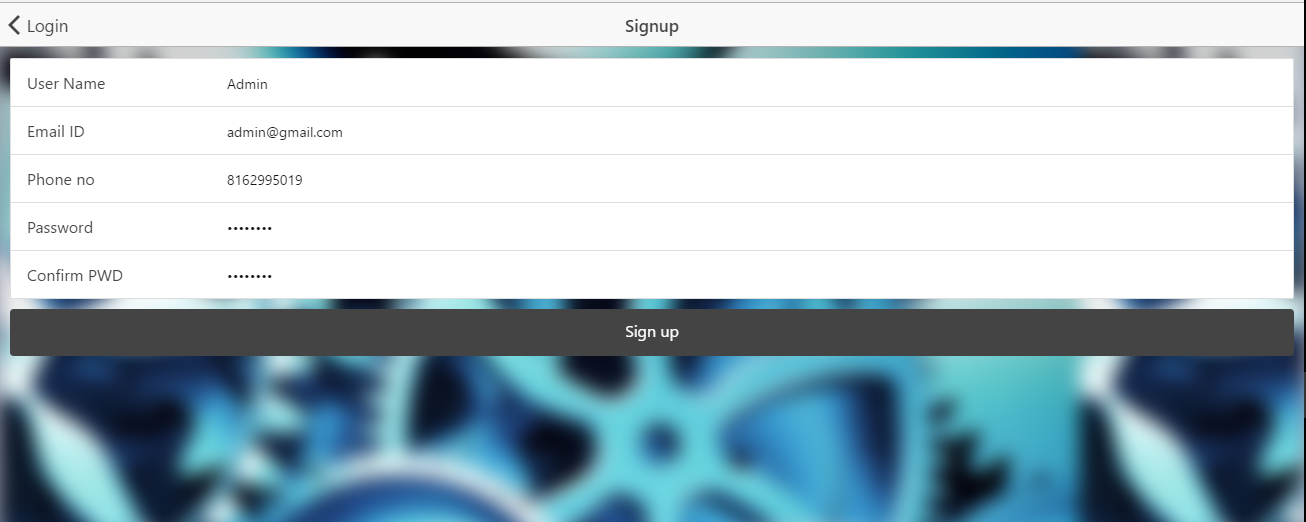 Login Signup
User Name Admin
Email ID admin@gmail.com
Phone no 8162995019
Password ••••••••
Confirm PWD ••••••••
Sign up